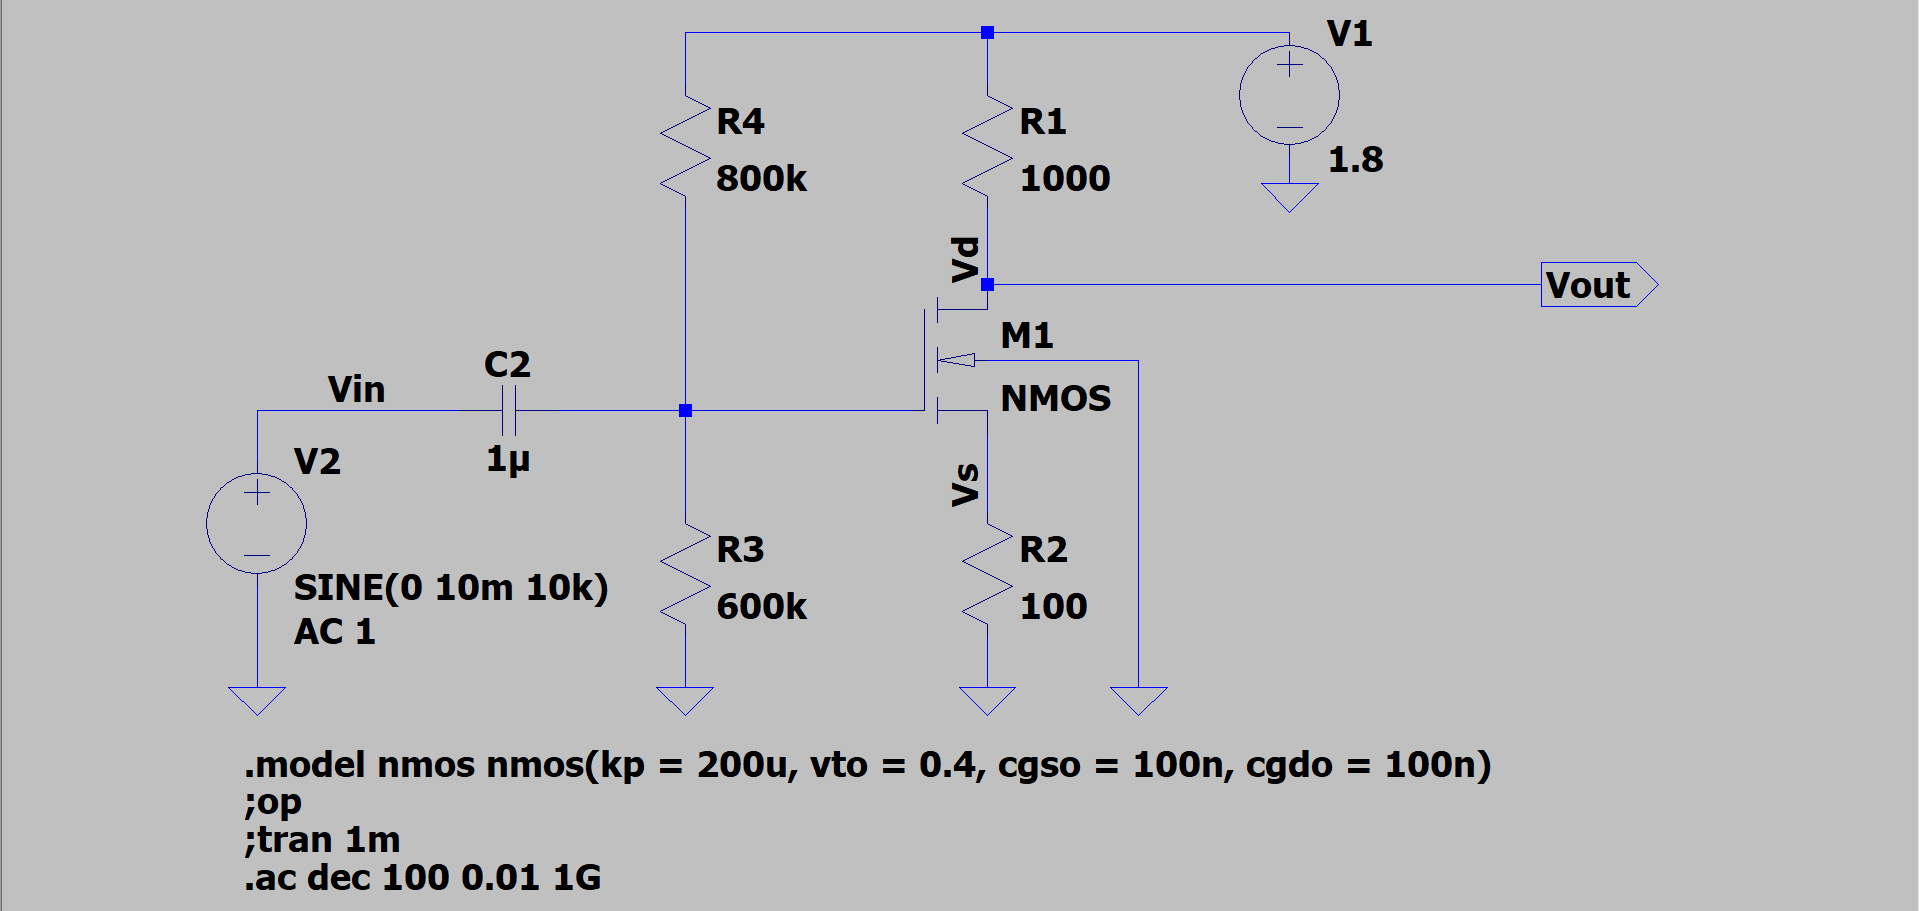 V1
1.8
R4
800k
R1
1000
Vd
Vout
M1
NMOS
C2
1µ
Vin
V2
SINE(0 10m 10k)
AC 1
R3
600k
Vs
R2
100
.model nmos nmos(kp = 200u, vto = 0.4, cgso = 100n, cgdo = 100n)
;op
;tran 1m
.ac dec 100 0.01 1G